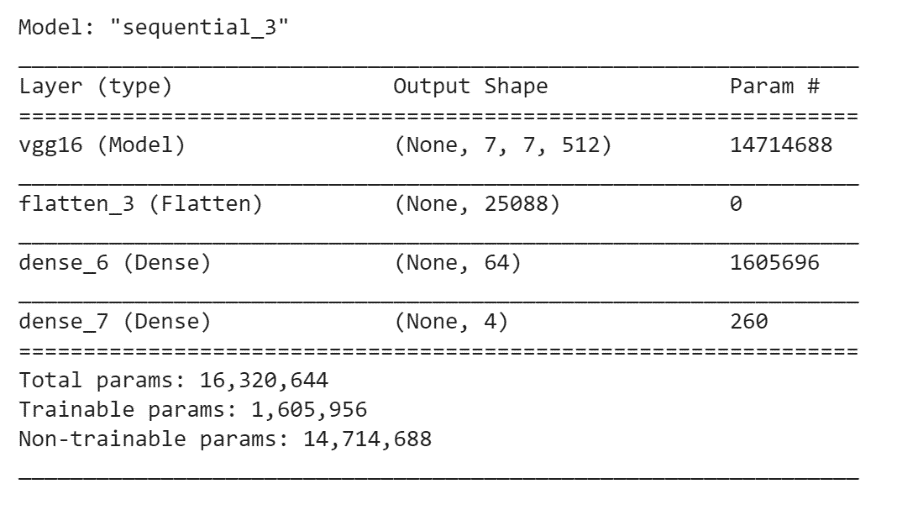 Model: "sequential_3"
_________________________________________________________________
Layer (type)                 Output Shape              Param #
=================================================================
vgg16 (Model)                (None, 7, 7, 512)         14714688
_________________________________________________________________
flatten_3 (Flatten)          (None, 25088)             0
_________________________________________________________________
dense_6 (Dense)              (None, 64)                1605696
_________________________________________________________________
dense_7 (Dense)              (None, 4)                 260
=================================================================
Total params: 16,320,644
Trainable params: 1,605,956
Non-trainable params: 14,714,688
_________________________________________________________________